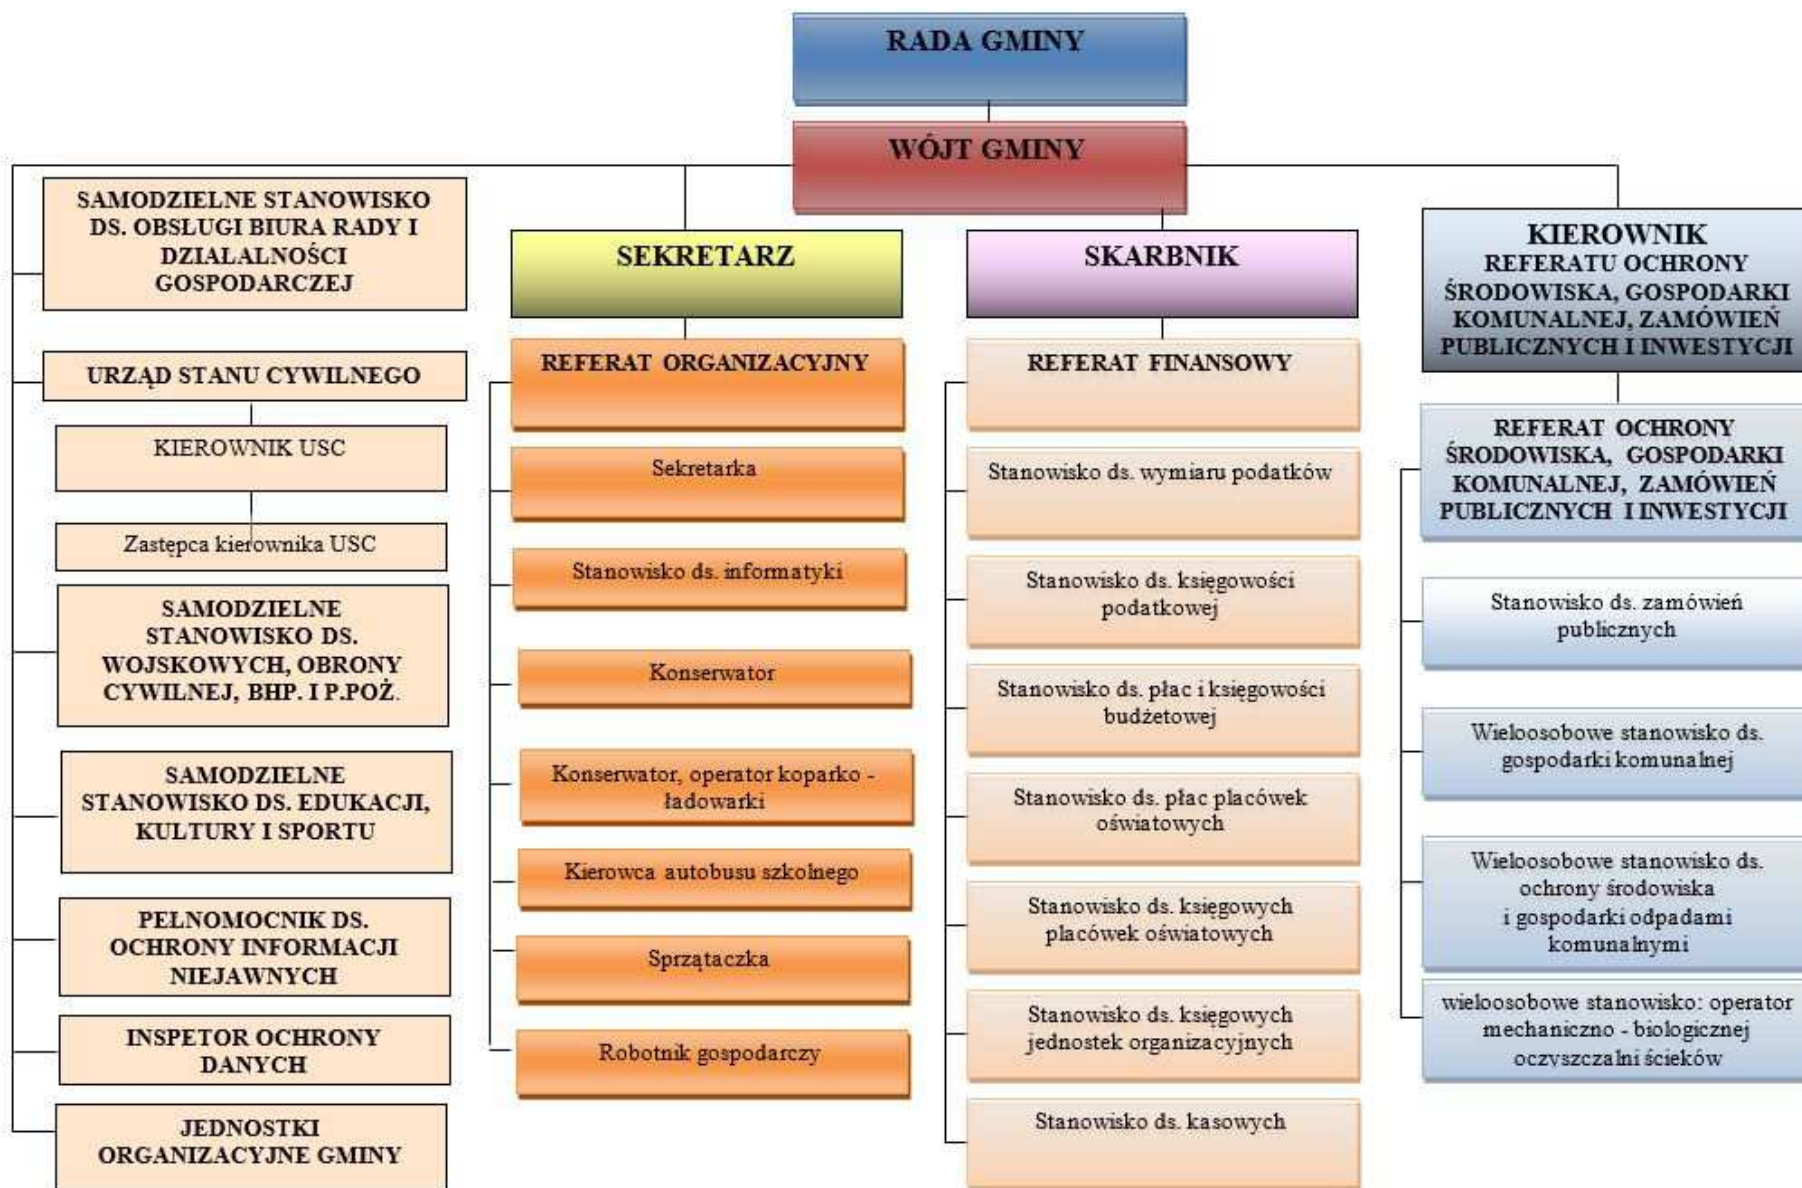 RADA GMINY
WÓJT GMINY
SAMODZIELNE STANOWISKO
DS. OBSŁUGI BIURA RADY I
DZIAŁALNOŚCI
GOSPODARCZEJ
URZĄD STANU CYWILNEGO
KIEROWNIK USC
Zastępca kierownika USC
SAMODZIELNE
STANOWISKO DS.
WOJSKOWYCH, OBRONY
CYWILNEJ, BHP. I P.POŻ.
SAMODZIELNE
STANOWISKO DS. EDUKACJI,
KULTURY I SPORTU
PEŁNOMOCNIK DS.
OCHRONY INFORMACJI
NIEJAWNYCH
INSPETOR OCHRONY
DANYCH
JEDNOSTKI
ORGANIZACYJNE GMINY
SEKRETARZ
REFERAT ORGANIZACYJNY
Sekretarka
Stanowisko ds. informatyki
Konserwator
Konserwator, operator koparko -
ładowarki
Kierowca autobusu szkolnego
Sprzątaczka
Robotnik gospodarczy
SKARBNIK
REFERAT FINANSOWY
Stanowisko ds. wymiaru podatków
Stanowisko ds. księgowości
podatkowej
Stanowisko ds. płac i księgowości
budżetowej
Stanowisko ds. płac placówek
oświatowych
Stanowisko ds. księgowych
placówek oświatowych
Stanowisko ds. księgowych
jednostek organizacyjnych
Stanowisko ds. kasowych
KIEROWNIK
REFERATU OCHRONY
ŚRODOWISKA, GOSPODARKI
KOMUNALNEJ, ZAMÓWIEŃ
PUBLICZNYCH I INWESTYCJI
REFERAT OCHRONY
ŚRODOWISKA, GOSPODARKI
KOMUNALNEJ, ZAMÓWIEŃ
PUBLICZNYCH I INWESTYCJI
Stanowisko ds. zamówień
publicznych
Wieloosobowe stanowisko ds.
gospodarki komunalnej
Wieloosobowe stanowisko ds.
ochrony środowiska
i gospodarki odpadami
komunalnymi
wieloosobowe stanowisko: operator
mechaniczno - biologicznej
oczyszczalni ścieków